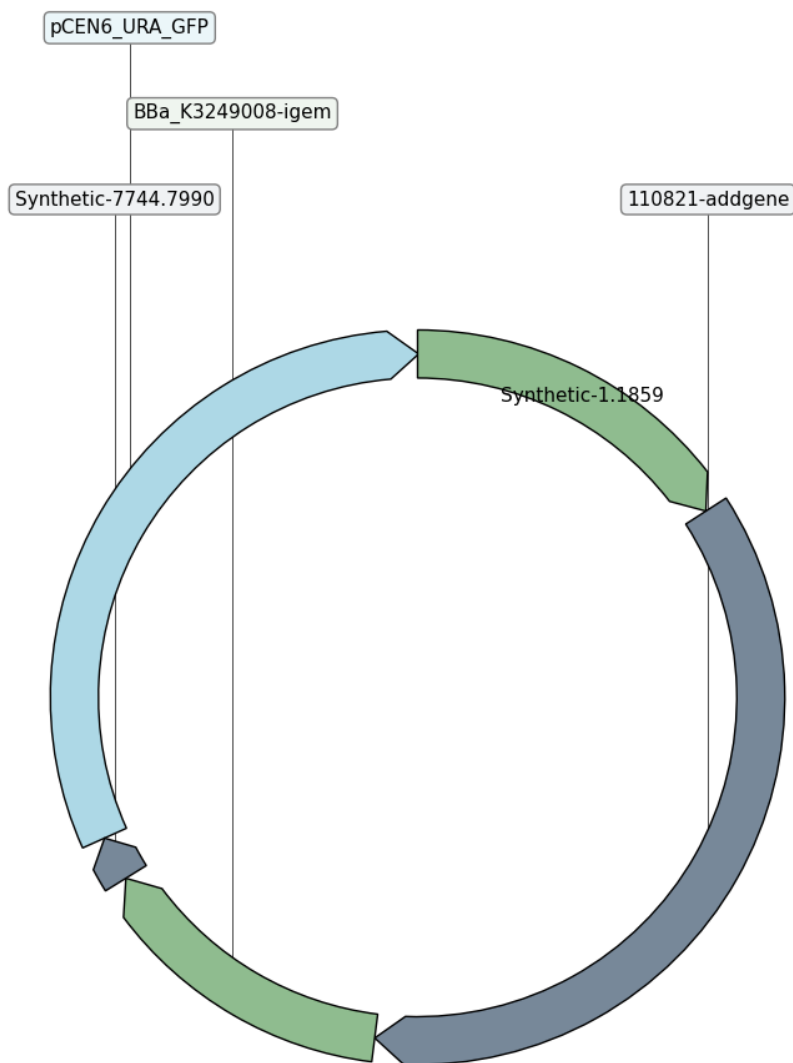 pCEN6_URA_GFP
BBa_K3249008-igem
Synthetic-7744.7990
110821-addgene
Synthetic-1.1859